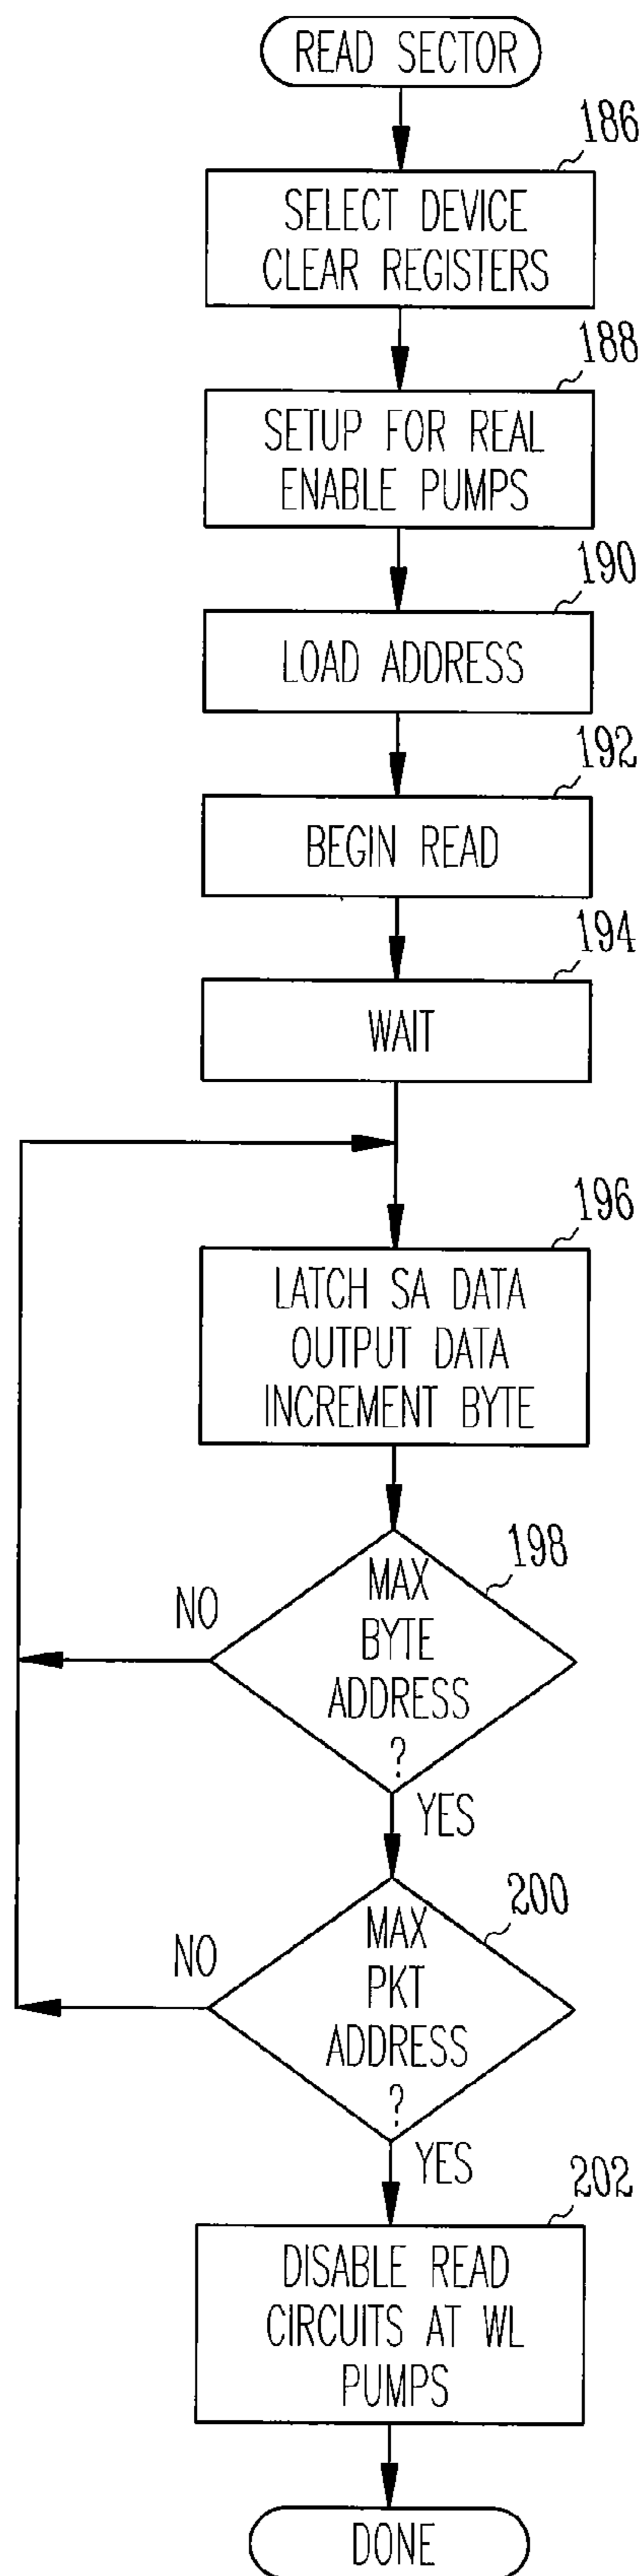 READ SECTOR
186
SELECT DEVICE
CLEAR REGISTERS
188
SETUP FOR REAL
ENABLE PUMPS
190
LOAD ADDRESS
192
BEGIN READ
194
WAIT
196
LATCH SA DATA
OUTPUT DATA
INCREMENT BYTE
198
NO
MAX
BYTE
ADDRESS
?
YES
200
NO
MAX
PKT
ADDRESS
?
YES
202
DISABLE READ
CIRCUITS AT WL
PUMPS
DONE